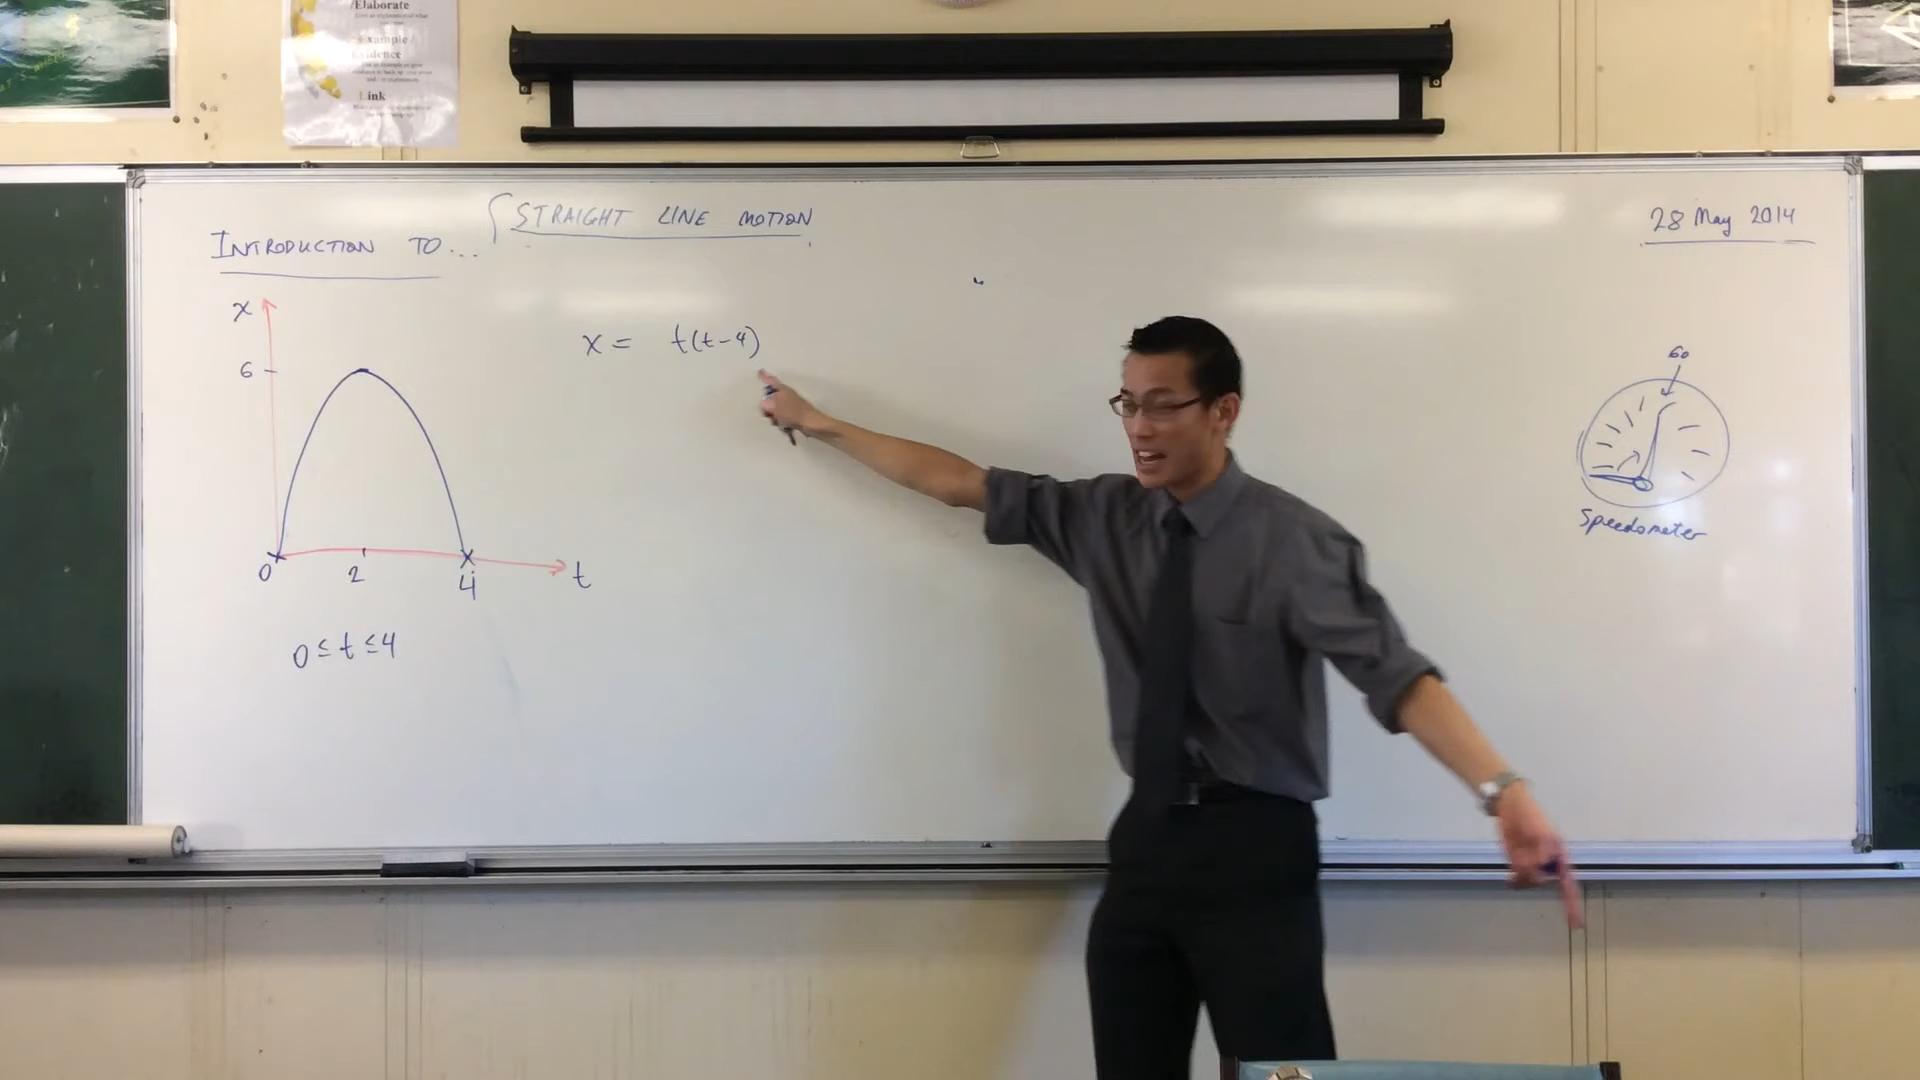 Elaborate
Example /
Evidence
Link
STRAIGHT LINE MOTION
INTRODUCTION TO...
28 May 2014
x
6
0
2
4
t
0 ≤ t ≤ 4
x = t(t-4)
60
Speedometer